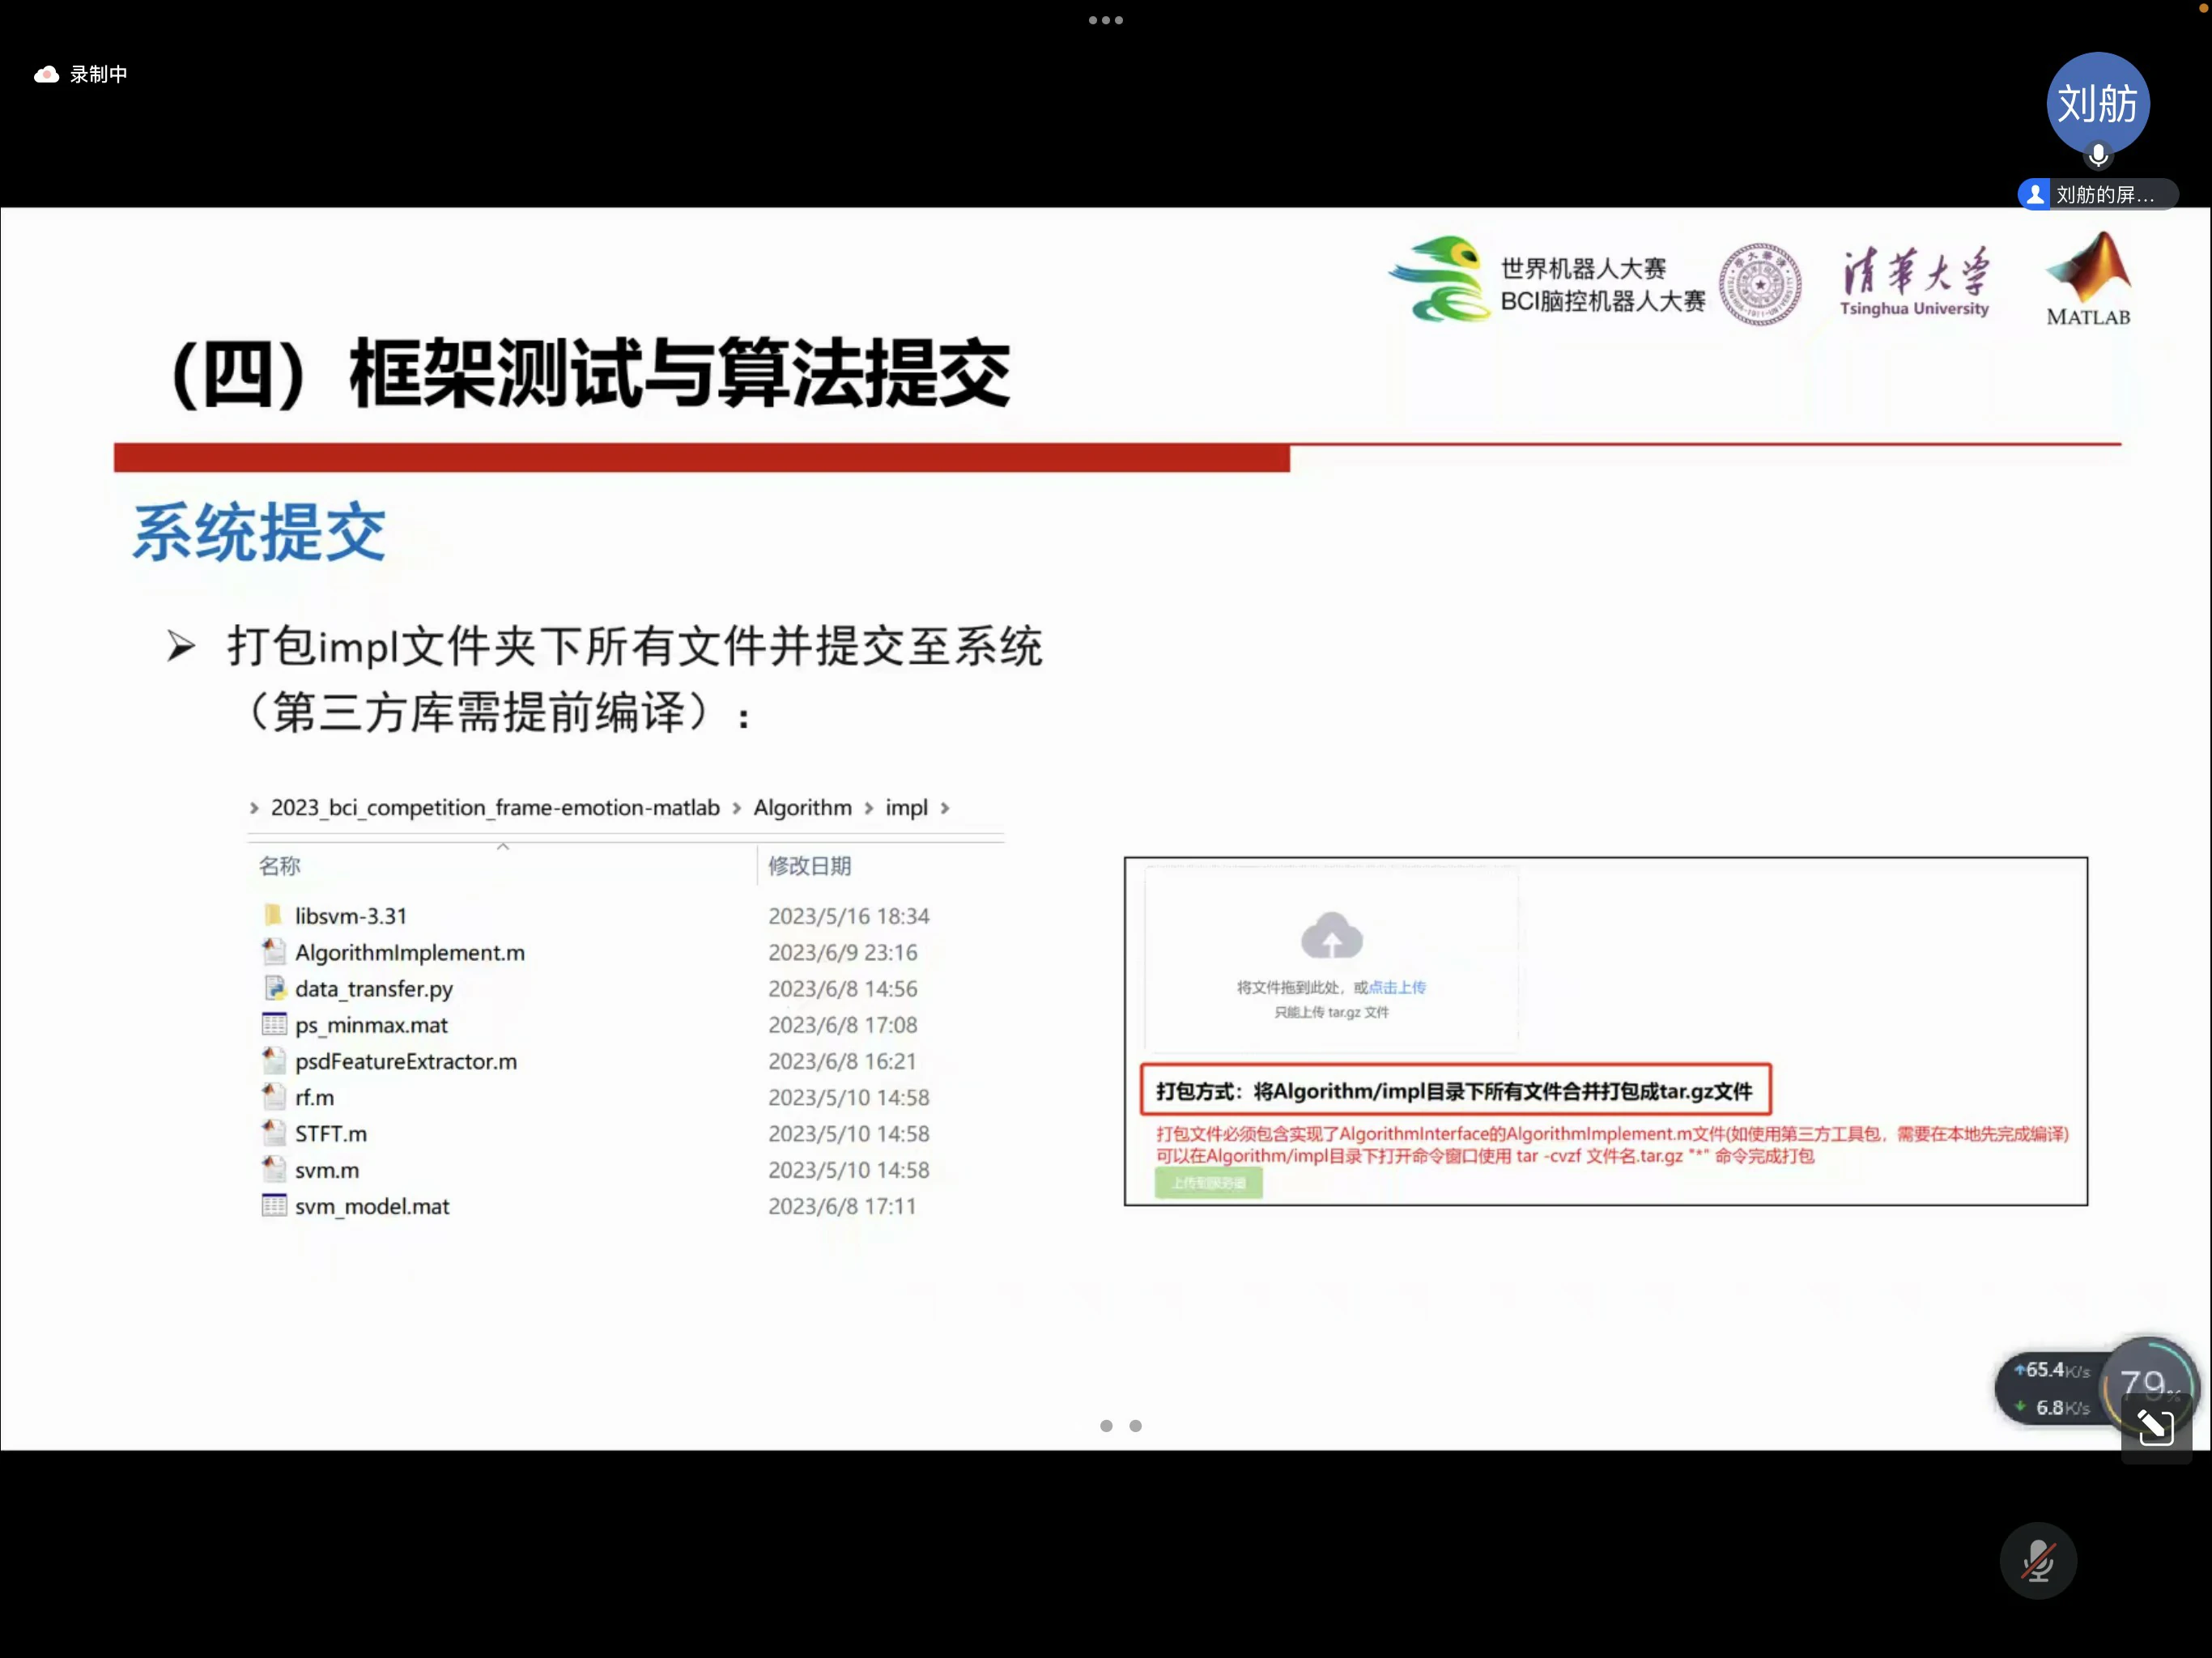 录制中
刘舫
刘舫的屏...
世界机器人大赛
BCI脑控机器人大赛
清华大学
Tsinghua University
MATLAB
（四）框架测试与算法提交
系统提交
➢ 打包impl文件夹下所有文件并提交至系统
（第三方库需提前编译）：
› 2023_bci_competition_frame-emotion-matlab › Algorithm › impl ›
名称 修改日期
libsvm-3.31 2023/5/16 18:34
AlgorithmImplement.m 2023/6/9 23:16
data_transfer.py 2023/6/8 14:56
ps_minmax.mat 2023/6/8 17:08
psdFeatureExtractor.m 2023/6/8 16:21
rf.m 2023/5/10 14:58
STFT.m 2023/5/10 14:58
svm.m 2023/5/10 14:58
svm_model.mat 2023/6/8 17:11
将文件拖到此处，或点击上传
只能上传 tar.gz 文件
打包方式：将Algorithm/impl目录下所有文件合并打包成tar.gz文件
打包文件必须包含实现了AlgorithmInterface的AlgorithmImplement.m文件(如使用第三方工具包，需要在本地先完成编译)
可以在Algorithm/impl目录下打开命令窗口使用 tar -cvzf 文件名.tar.gz "*" 命令完成打包
上传到服务器
65.4K/s
6.8K/s
79%